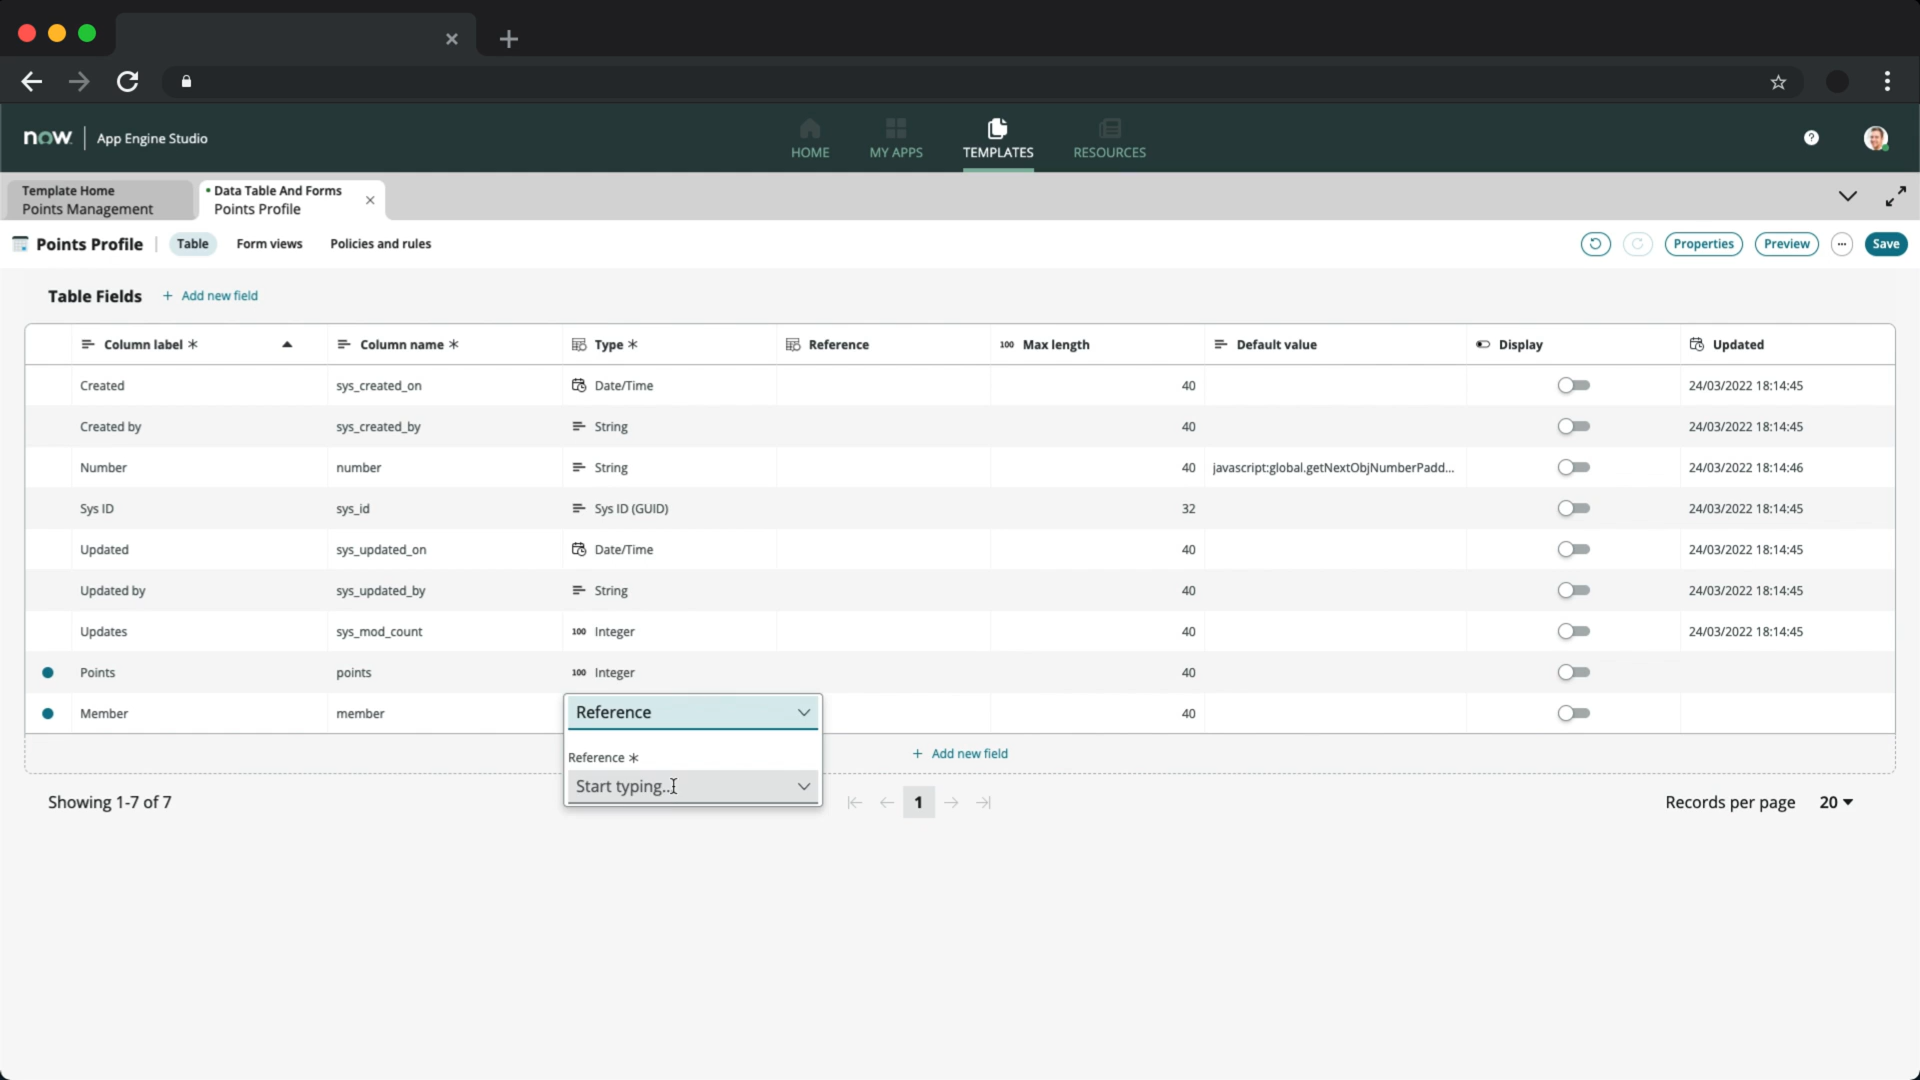 now | App Engine Studio
HOME
MY APPS
TEMPLATES
RESOURCES
Template Home
Points Management
Data Table And Forms
Points Profile
Points Profile
Table
Form views
Policies and rules
Properties
Preview
Save
Table Fields
+ Add new field
Column label *
Column name *
Type *
Reference
100 Max length
Default value
Display
Updated
Created sys_created_on Date/Time 40 24/03/2022 18:14:45
Created by sys_created_by String 40 24/03/2022 18:14:45
Number number String 40 javascript:global.getNextObjNumberPadd... 24/03/2022 18:14:46
Sys ID sys_id Sys ID (GUID) 32 24/03/2022 18:14:45
Updated sys_updated_on Date/Time 40 24/03/2022 18:14:45
Updated by sys_updated_by String 40 24/03/2022 18:14:45
Updates sys_mod_count 100 Integer 40 24/03/2022 18:14:45
Points points 100 Integer 40
Member member Reference 40
Reference *
Start typing...
+ Add new field
Showing 1-7 of 7
1
Records per page 20